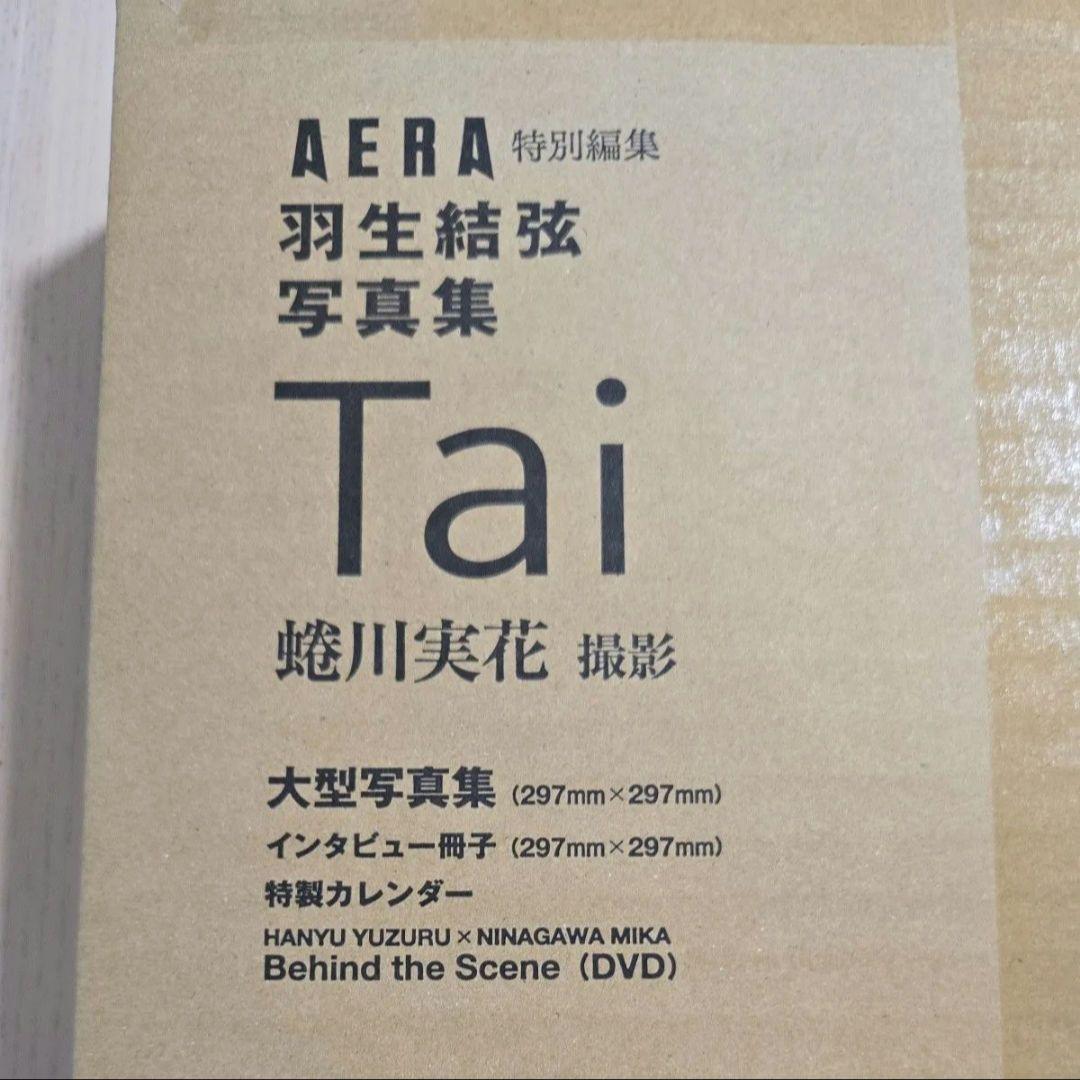 AERA 特別編集
羽生結弦
写真集
Tai
蜷川実花 撮影
大型写真集（297mm×297mm）
インタビュー冊子（297mm×297mm）
特製カレンダー
HANYU YUZURU × NINAGAWA MIKA
Behind the Scene（DVD）